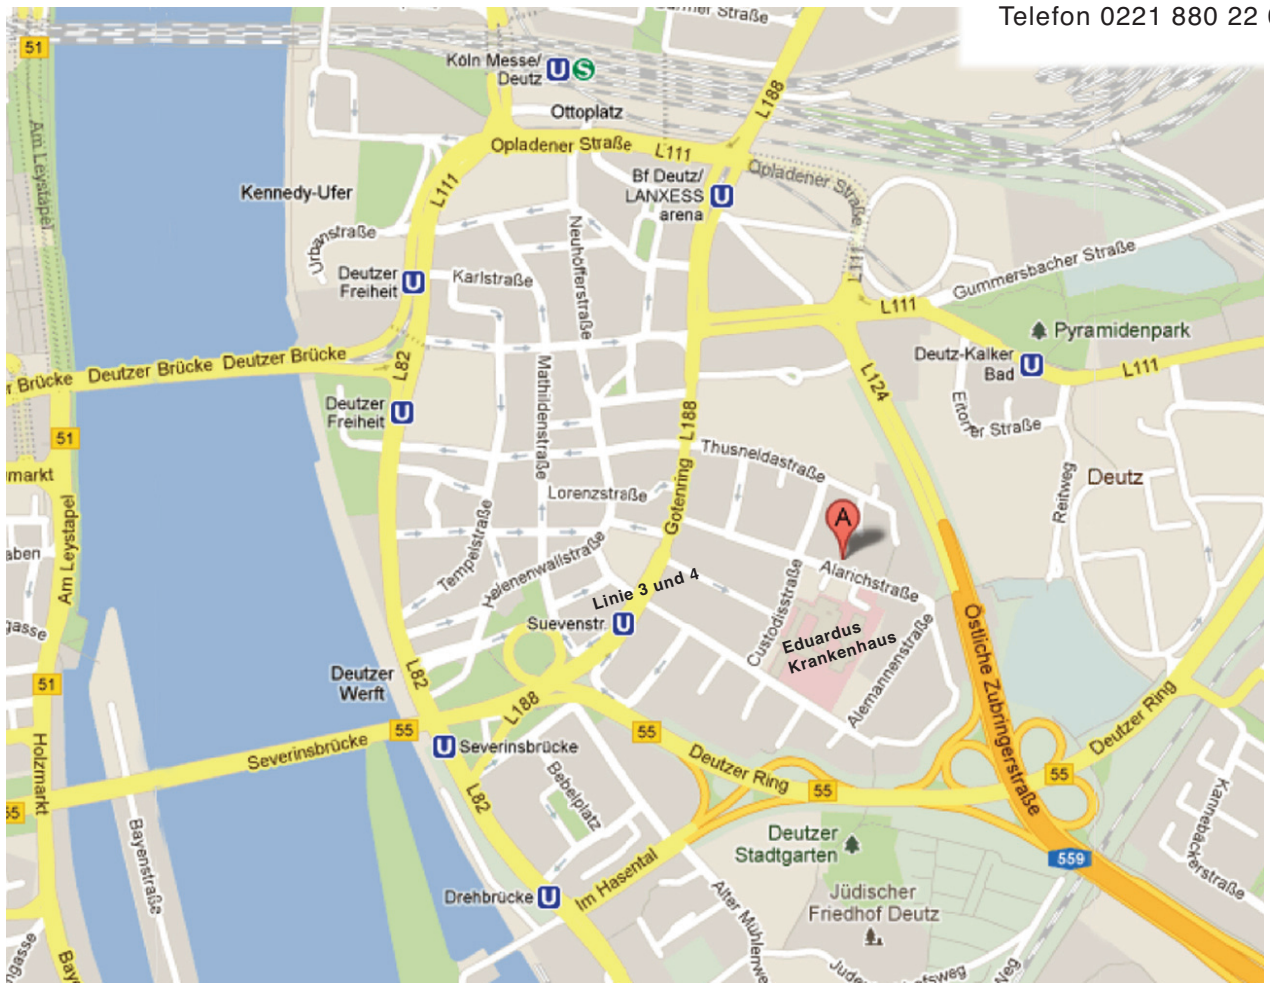 Telefon 0221 880 22
51
Straße
Köln Messe/
Deutz
U
S
L188
Ottoplatz
Am Leystapel
Opladener Straße
L111
Opladener Straße
Bf Deutz/
LANXESS
arena
U
Kennedy-Ufer
L111
Urbanstraße
Neuhöfferstraße
L111
Gummersbacher Straße
Deutzer
Freiheit
U
Karlstraße
L111
Pyramidenpark
Deutz-Kalker
Bad
U
L111
Brücke
Deutzer Brücke
Deutzer Brücke
L82
Mathildenstraße
L124
Deutzer
Freiheit
U
L188
Straße
51
Thusneldastraße
Deutz
Reitweg
Lorenzstraße
Gotenring
A
Am Leystapel
Tempelstraße
Helenenwallstraße
Alarichstraße
Linie 3 und 4
Custodisstraße
Suevenstr.
U
Eduardus
Krankenhaus
Alemannenstraße
Östliche Zubringerstraße
Deutzer
Werft
L82
51
L188
55
55
Deutzer Ring
Severinsbrücke
U
Severinsbrücke
Holzmarkt
Deutzer Ring
55
55
L82
Bebelplatz
Kannebäckerstraße
Bayenstraße
Deutzer
Stadtgarten
559
Im Hasental
Drehbrücke
U
Jüdischer
Friedhof Deutz
Alter Mühlenwe